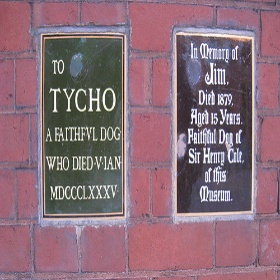 TO
TYCHO
A FAITHFVL DOG
WHO DIED·V·IAN
MDCCCLXXXV
In Memory of
Jim.
Died 1879.
Aged 15 Years.
Faithful Dog of
Sir Henry Cole,
of this
Museum.